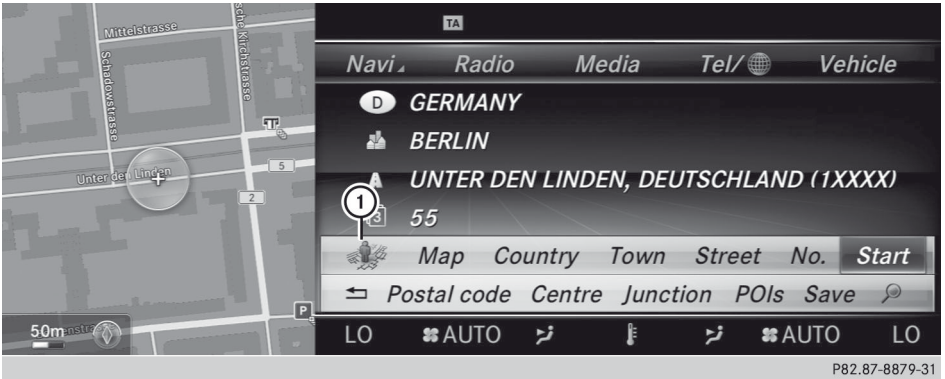 Mittelstrasse
Schadowstrasse
sche Kirchstrasse
Unter den Linden
5
2
P
50m
TA
Navi Radio Media Tel/ Vehicle
D GERMANY
BERLIN
UNTER DEN LINDEN, DEUTSCHLAND (1XXXX)
1
3 55
Map Country Town Street No. Start
Postal code Centre Junction POIs Save
LO AUTO AUTO LO
P82.87-8879-31